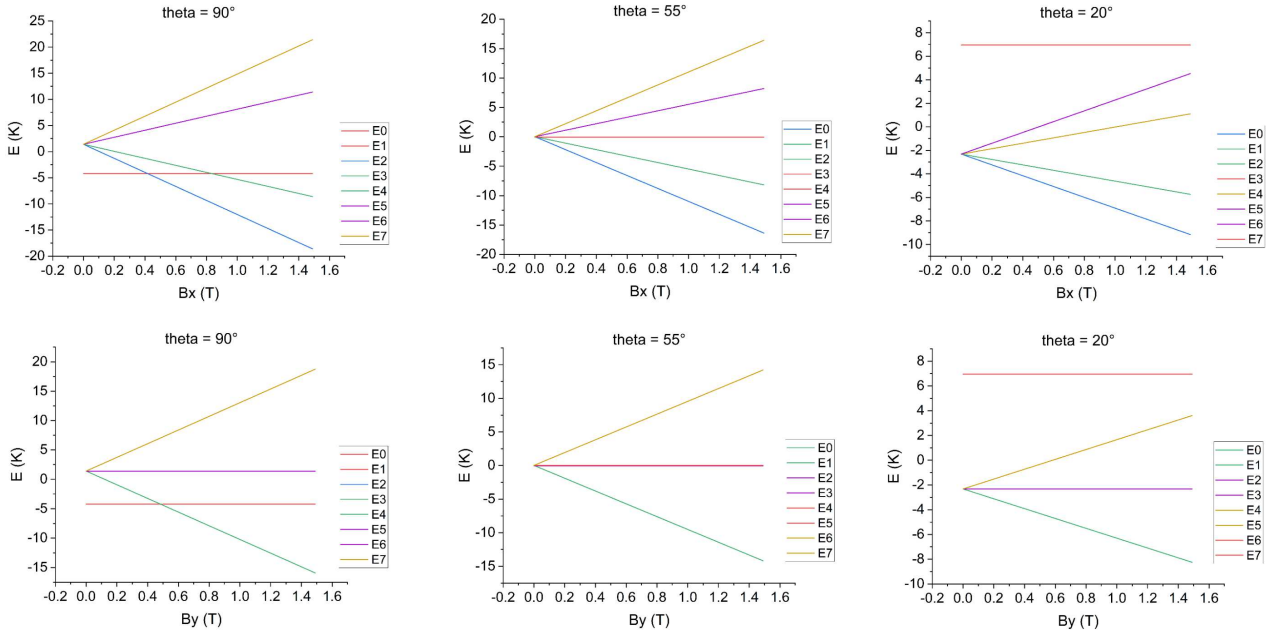 theta = 90°
E (K)
25
20
15
10
5
0
-5
-10
-15
-20
-0.2 0.0 0.2 0.4 0.6 0.8 1.0 1.2 1.4 1.6
Bx (T)
E0
E1
E2
E3
E4
E5
E6
E7
theta = 55°
E (K)
20
15
10
5
0
-5
-10
-15
-20
-0.2 0.0 0.2 0.4 0.6 0.8 1.0 1.2 1.4 1.6
Bx (T)
E0
E1
E2
E3
E4
E5
E6
E7
theta = 20°
E (K)
8
6
4
2
0
-2
-4
-6
-8
-10
-0.2 0.0 0.2 0.4 0.6 0.8 1.0 1.2 1.4 1.6
Bx (T)
E0
E1
E2
E3
E4
E5
E6
E7
theta = 90°
E (K)
20
15
10
5
0
-5
-10
-15
-0.2 0.0 0.2 0.4 0.6 0.8 1.0 1.2 1.4 1.6
By (T)
E0
E1
E2
E3
E4
E5
E6
E7
theta = 55°
E (K)
15
10
5
0
-5
-10
-15
-0.2 0.0 0.2 0.4 0.6 0.8 1.0 1.2 1.4 1.6
By (T)
E0
E1
E2
E3
E4
E5
E6
E7
theta = 20°
E (K)
8
6
4
2
0
-2
-4
-6
-8
-10
-0.2 0.0 0.2 0.4 0.6 0.8 1.0 1.2 1.4 1.6
By (T)
E0
E1
E2
E3
E4
E5
E6
E7